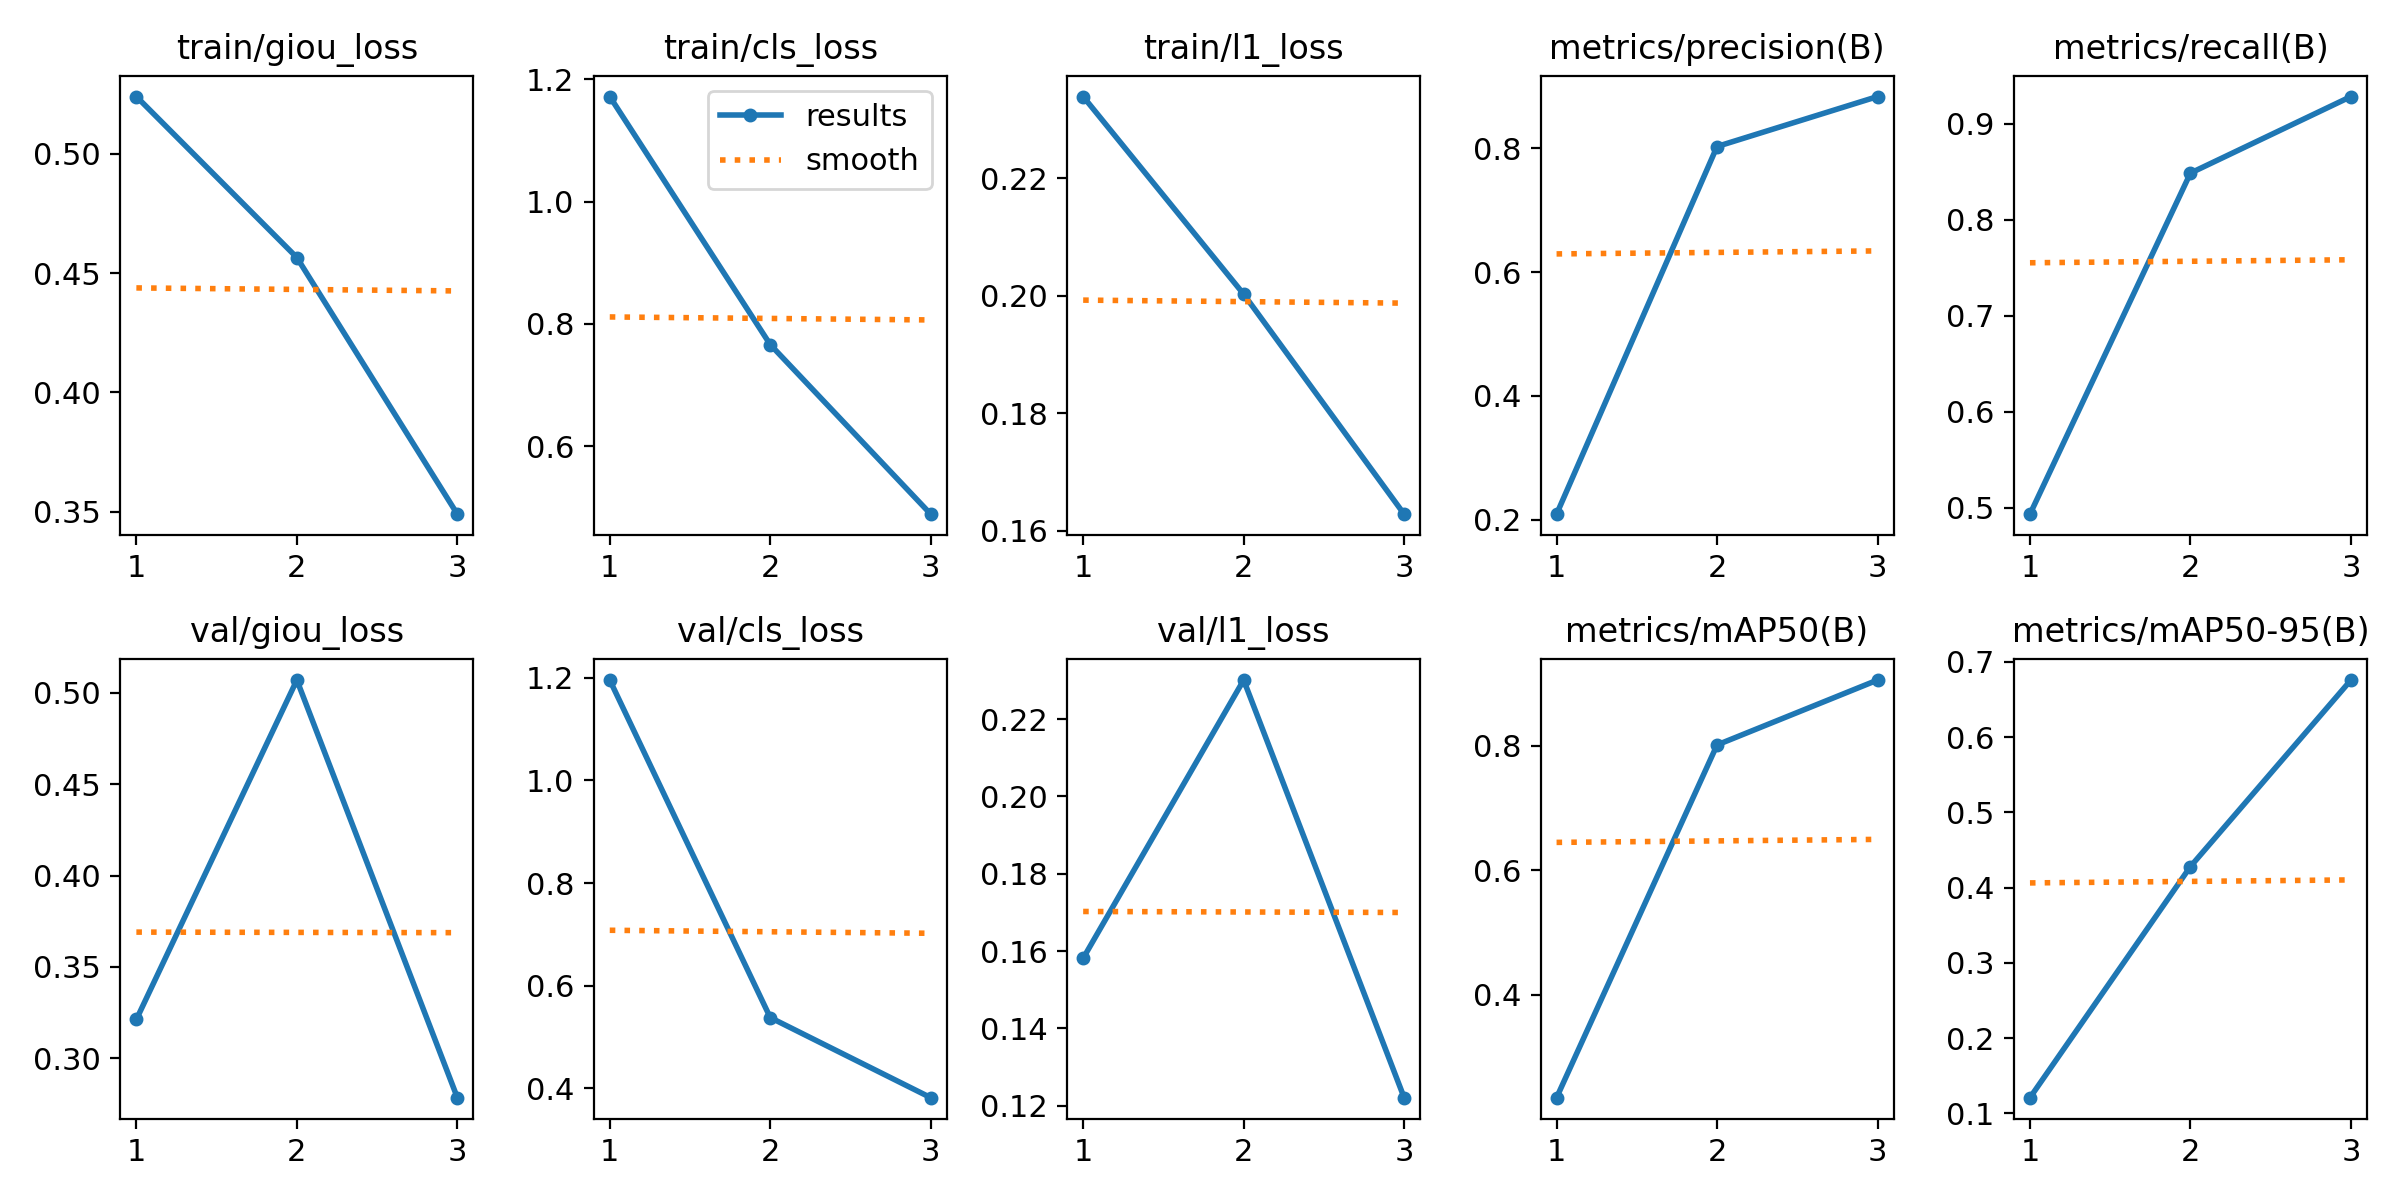 train/giou_loss
0.50
0.45
0.40
0.35
1 2 3
train/cls_loss
results
smooth
1.2
1.0
0.8
0.6
1 2 3
train/l1_loss
0.22
0.20
0.18
0.16
1 2 3
metrics/precision(B)
0.8
0.6
0.4
0.2
1 2 3
metrics/recall(B)
0.9
0.8
0.7
0.6
0.5
1 2 3
val/giou_loss
0.50
0.45
0.40
0.35
0.30
1 2 3
val/cls_loss
1.2
1.0
0.8
0.6
0.4
1 2 3
val/l1_loss
0.22
0.20
0.18
0.16
0.14
0.12
1 2 3
metrics/mAP50(B)
0.8
0.6
0.4
1 2 3
metrics/mAP50-95(B)
0.7
0.6
0.5
0.4
0.3
0.2
0.1
1 2 3